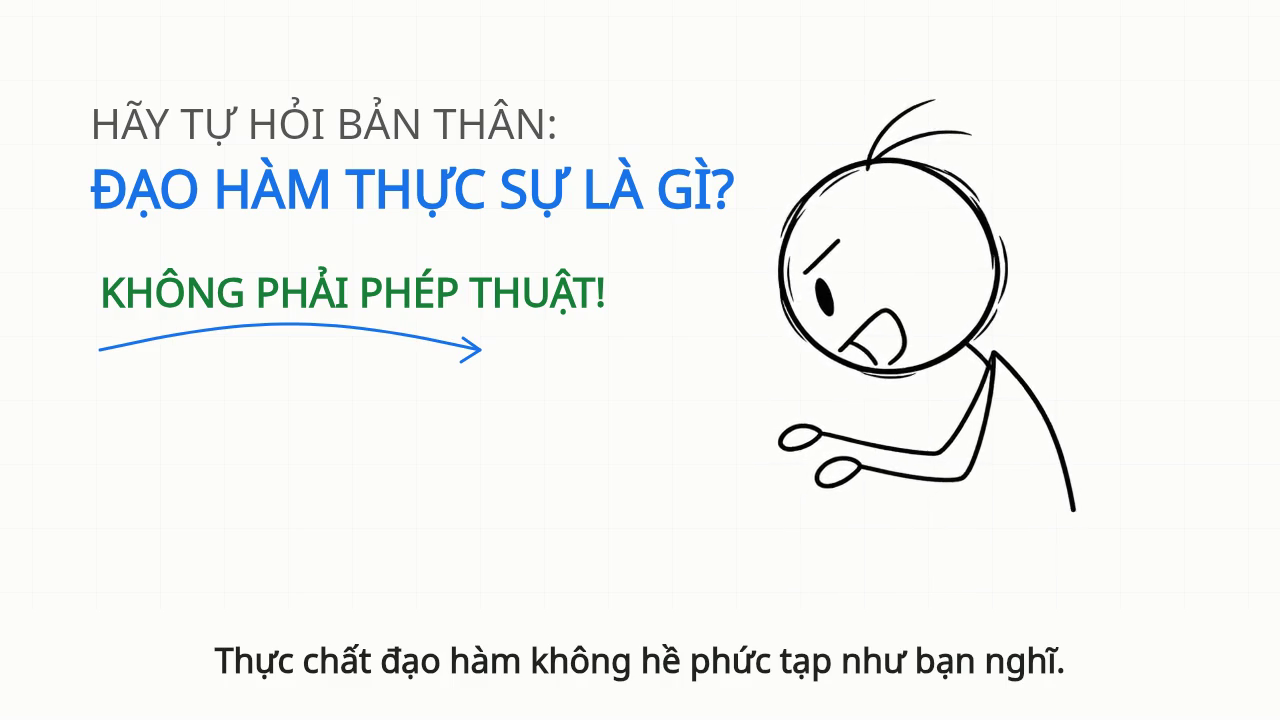 HÃY TỰ HỎI BẢN THÂN:
ĐẠO HÀM THỰC SỰ LÀ GÌ?
KHÔNG PHẢI PHÉP THUẬT!
Thực chất đạo hàm không hề phức tạp như bạn nghĩ.